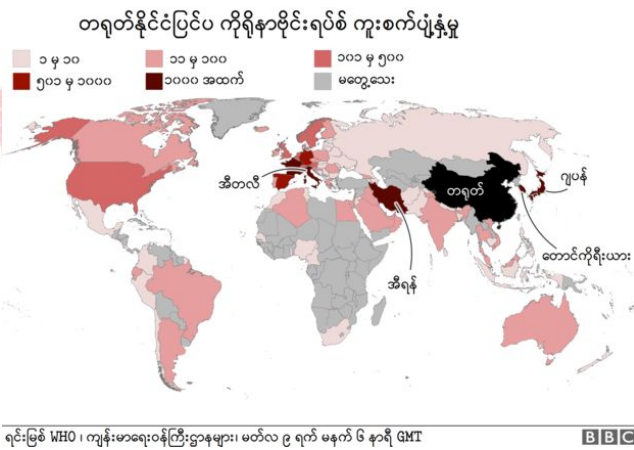 တရုတ်နိုင်ငံပြင်ပ ကိုရိုနာဗိုင်းရပ်စ် ကူးစက်ပျံ့နှံ့မှု
၁ မှ ၁၀
၁၁ မှ ၁၀၀
၁၀၁ မှ ၅၀၀
၅၀၁ မှ ၁၀၀၀
၁၀၀၀ အထက်
မတွေ့သေး
အီတလီ
တရုတ်
ဂျပန်
တောင်ကိုရီးယား
အီရန်
ရင်းမြစ် WHO ၊ ကျန်းမာရေးဝန်ကြီးဌာနများ၊ မတ်လ ၉ ရက် မနက် ၆ နာရီ GMT
BBC